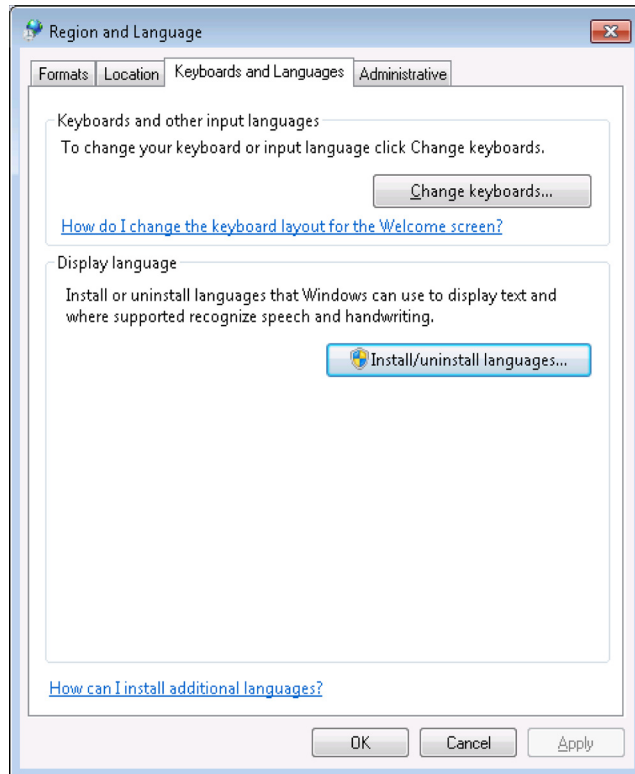 Region and Language
Formats Location Keyboards and Languages Administrative
Keyboards and other input languages
To change your keyboard or input language click Change keyboards.
Change keyboards...
How do I change the keyboard layout for the Welcome screen?
Display language
Install or uninstall languages that Windows can use to display text and
where supported recognize speech and handwriting.
Install/uninstall languages...
How can I install additional languages?
OK Cancel Apply